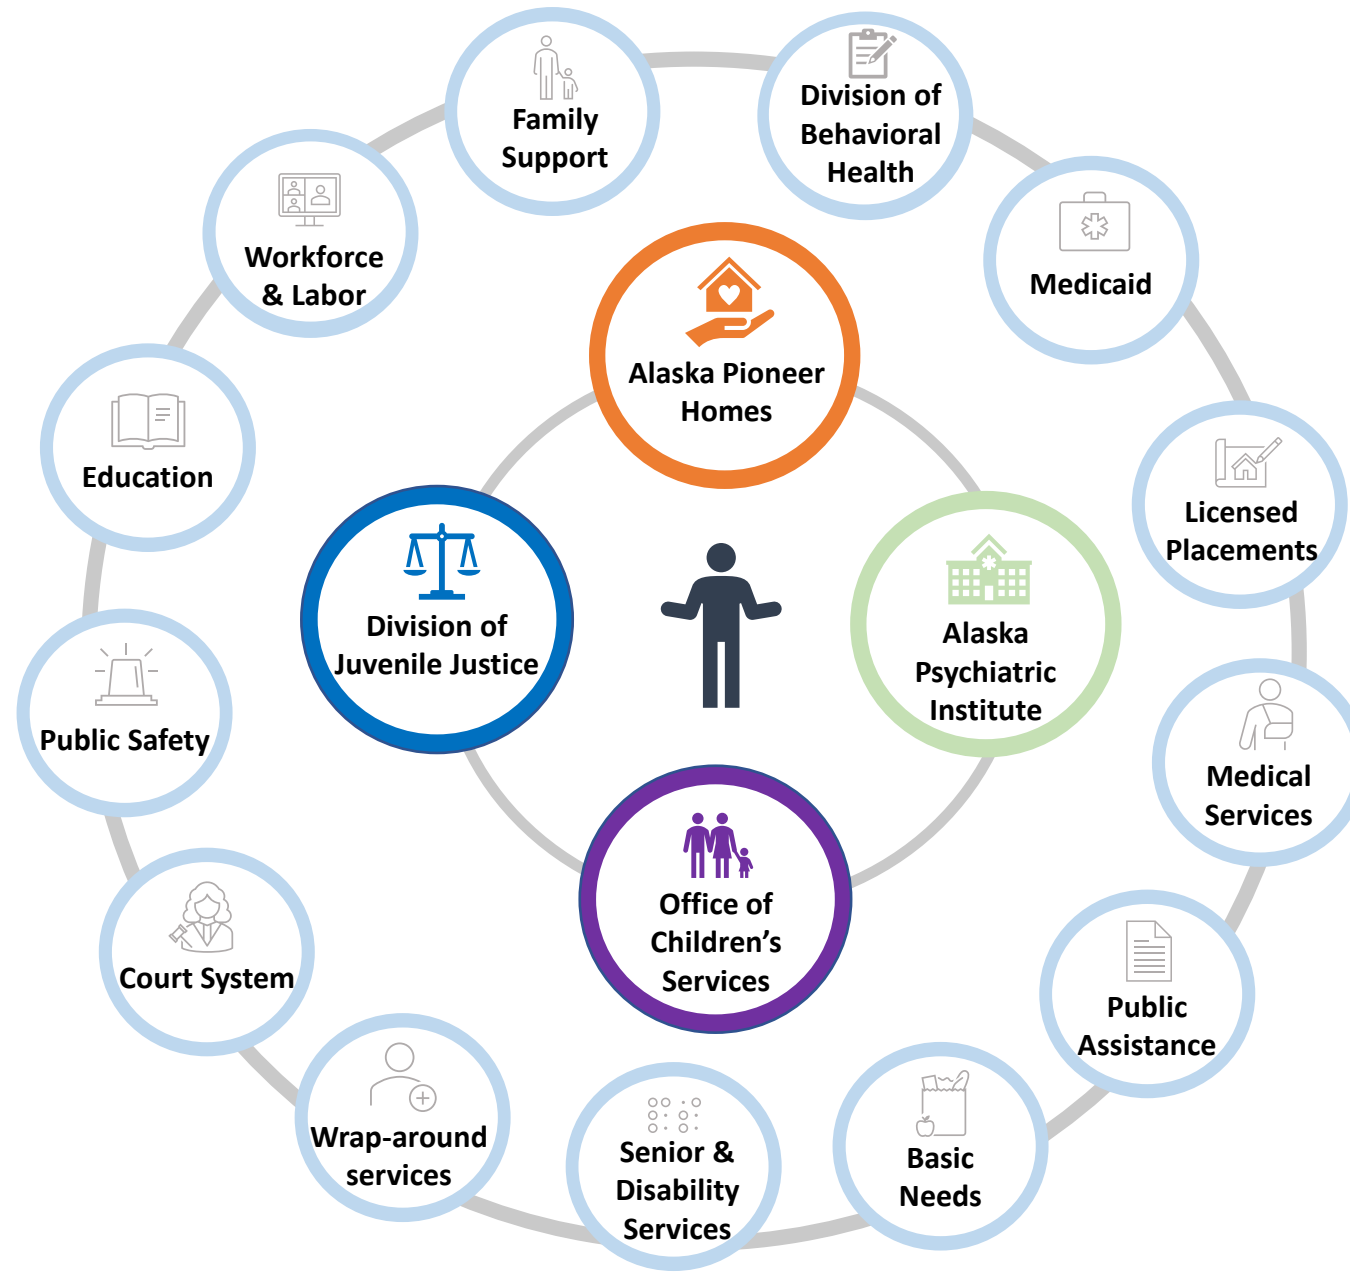 Family
Support
Division of
Behavioral
Health
Workforce
& Labor
Medicaid
Alaska Pioneer
Homes
Education
Licensed
Placements
Division of
Juvenile Justice
Alaska
Psychiatric
Institute
Public Safety
Medical
Services
Office of
Children’s
Services
Court System
Public
Assistance
Wrap-around
services
Senior &
Disability
Services
Basic
Needs